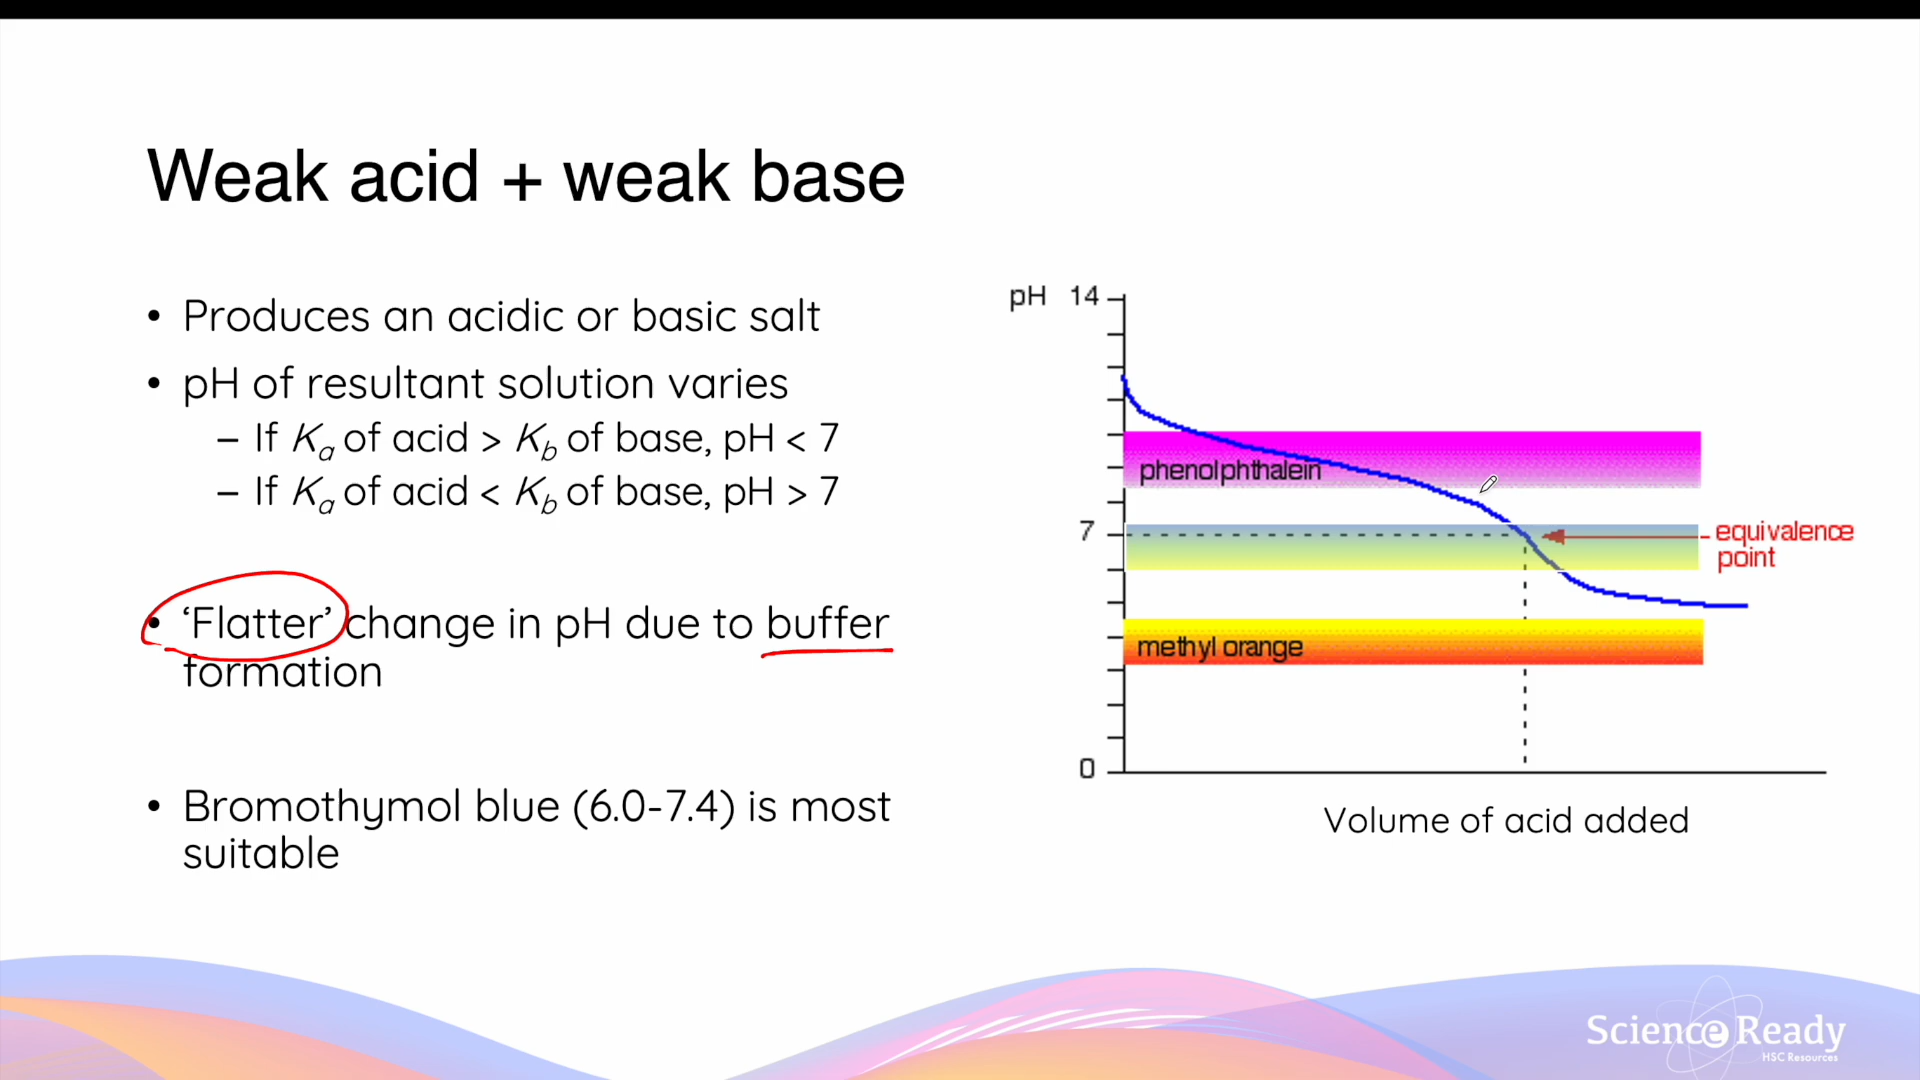 Weak acid + weak base
• Produces an acidic or basic salt
• pH of resultant solution varies
– If Ka of acid > Kb of base, pH < 7
– If Ka of acid < Kb of base, pH > 7
• ‘Flatter’ change in pH due to buffer
formation
• Bromothymol blue (6.0-7.4) is most
suitable
pH 14
phenolphthalein
7
equivalence
point
methyl orange
0
Volume of acid added
Science Ready
HSC Resources